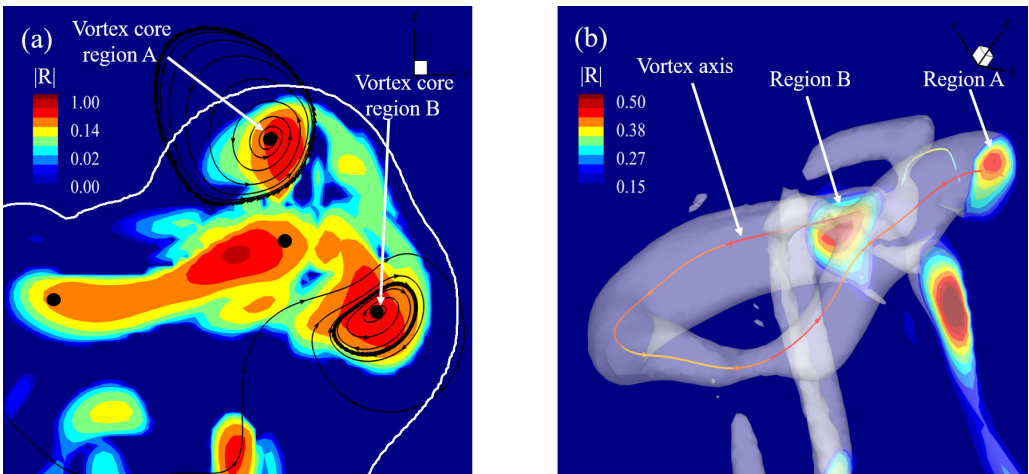 (a)
Vortex core
region A
Vortex core
region B
|R|
1.00
0.14
0.02
0.00
Z
Y
(b)
|R|
0.50
0.38
0.27
0.15
Vortex axis
Region B
Region A
Y
Z
X